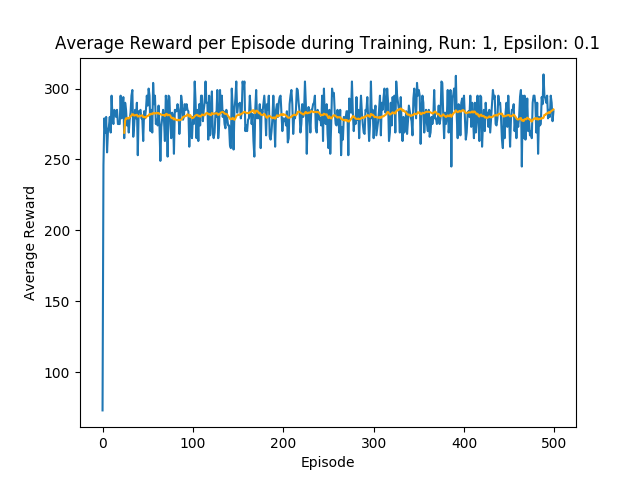 Average Reward per Episode during Training, Run: 1, Epsilon: 0.1
300
250
200
150
100
Average Reward
0 100 200 300 400 500
Episode